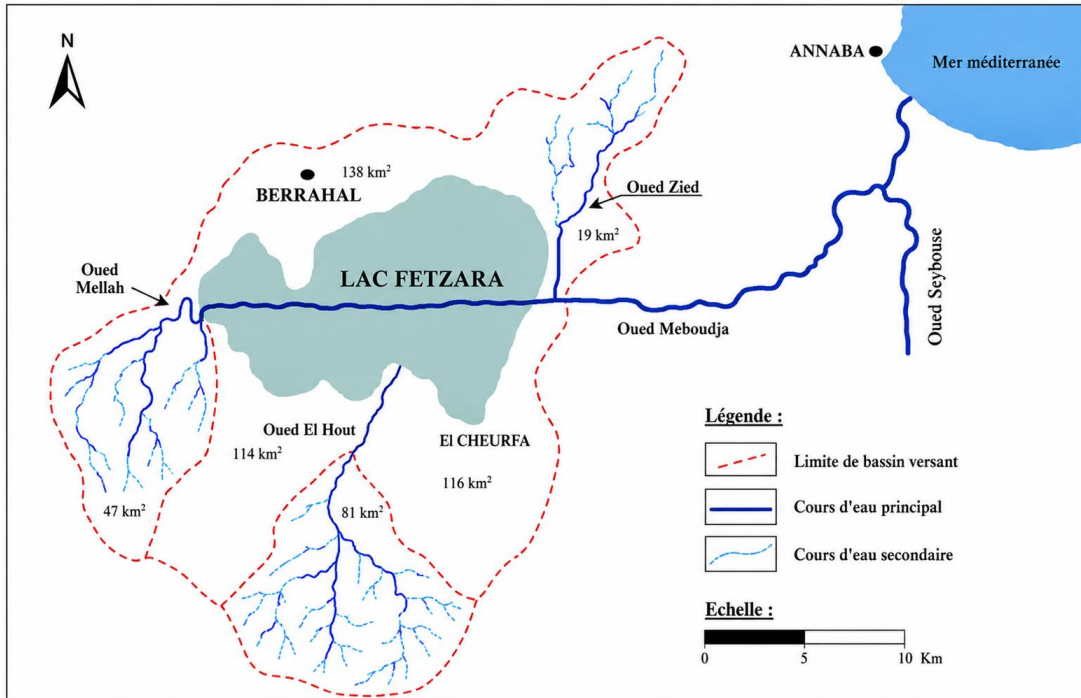 N
ANNABA
Mer méditerranée
138 km²
BERRAHAL
Oued Zied
19 km²
Oued
Mellah
LAC FETZARA
Oued Meboudja
Oued Seybouse
Oued El Hout
El CHEURFA
114 km²
116 km²
47 km²
81 km²
Légende :
Limite de bassin versant
Cours d'eau principal
Cours d'eau secondaire
Echelle :
0 5 10 Km